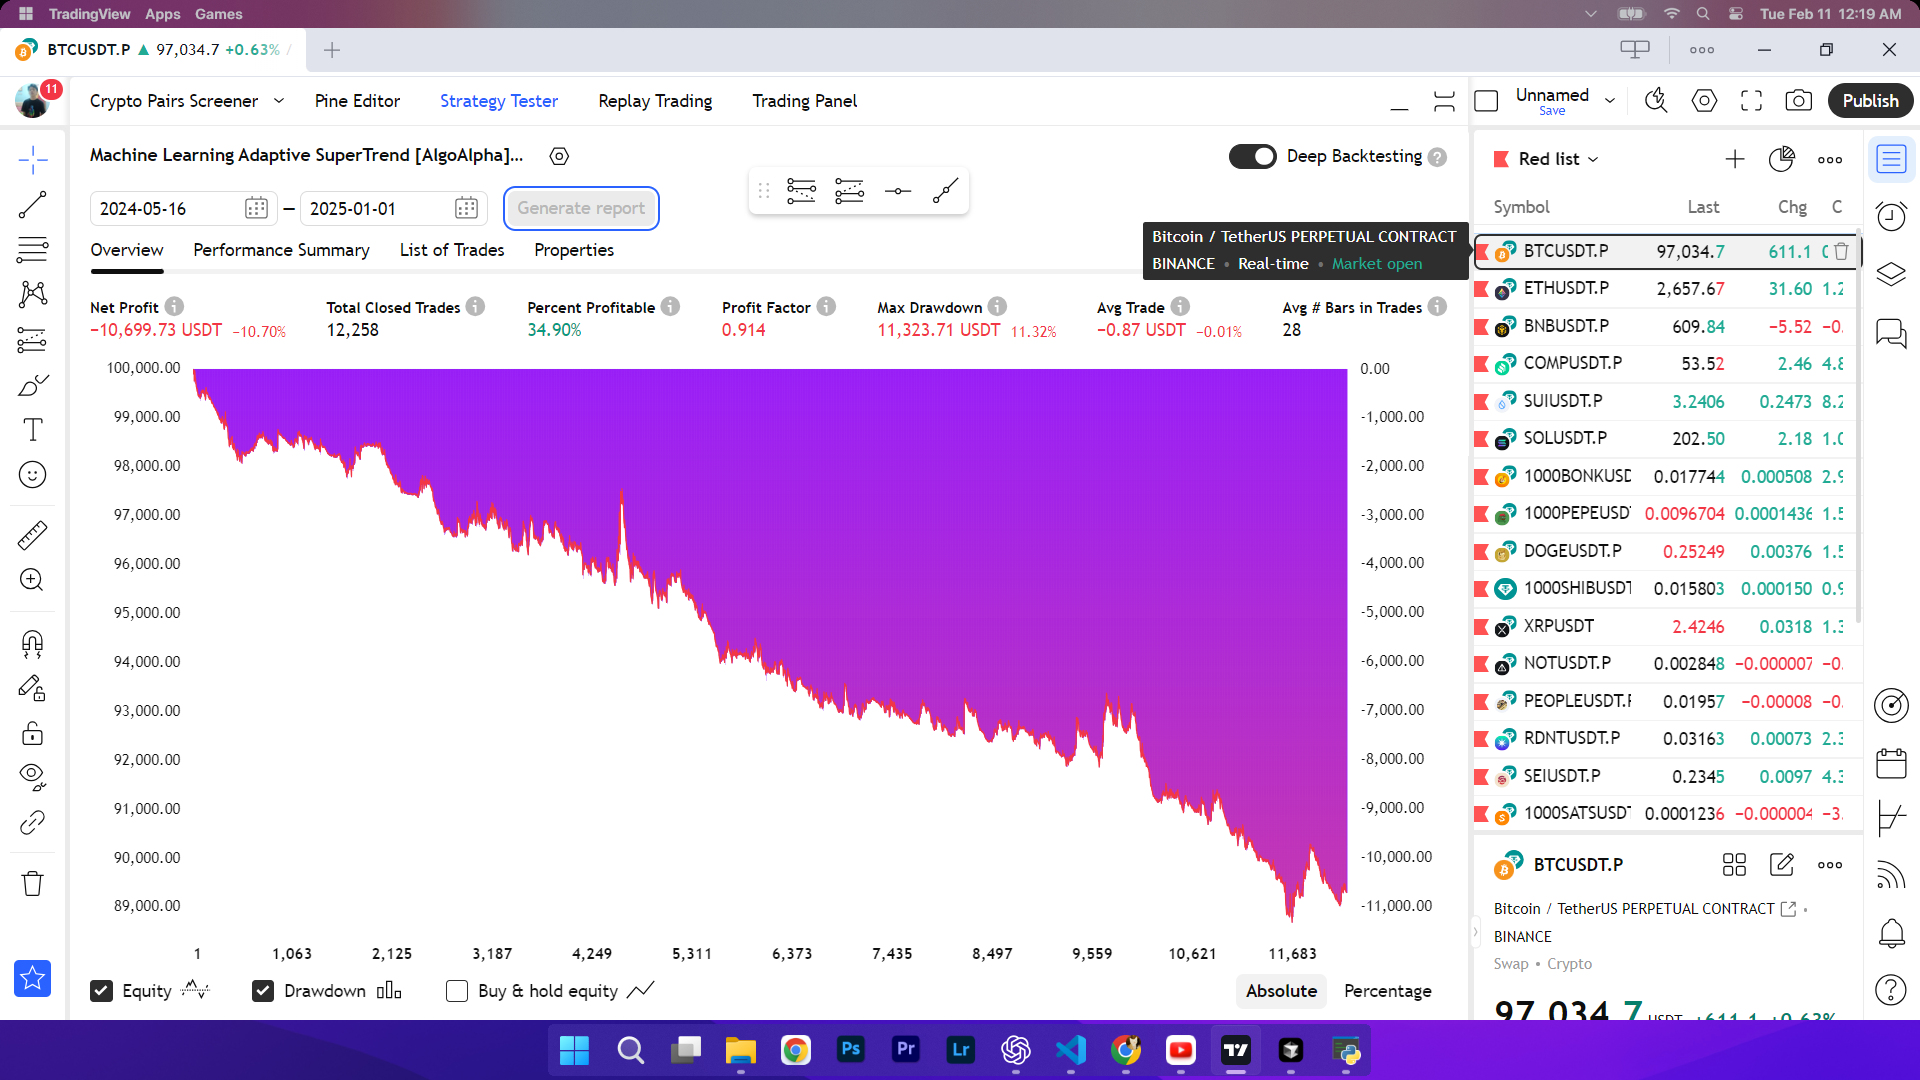 TradingView Apps Games
Tue Feb 11 12:19 AM
BTCUSDT.P ▲ 97,034.7 +0.63% /
11
Crypto Pairs Screener Pine Editor Strategy Tester Replay Trading Trading Panel
Unnamed
Save
Publish
Machine Learning Adaptive SuperTrend [AlgoAlpha]...
Deep Backtesting
2024-05-16 — 2025-01-01 Generate report
Overview Performance Summary List of Trades Properties
Bitcoin / TetherUS PERPETUAL CONTRACT
BINANCE • Real-time • Market open
Net Profit Total Closed Trades Percent Profitable Profit Factor Max Drawdown Avg Trade Avg # Bars in Trades
−10,699.73 USDT −10.70% 12,258 34.90% 0.914 11,323.71 USDT 11.32% −0.87 USDT −0.01% 28
100,000.00 0.00
99,000.00 -1,000.00
98,000.00 -2,000.00
97,000.00 -3,000.00
96,000.00 -4,000.00
95,000.00 -5,000.00
94,000.00 -6,000.00
93,000.00 -7,000.00
92,000.00 -8,000.00
91,000.00 -9,000.00
90,000.00 -10,000.00
89,000.00 -11,000.00
1 1,063 2,125 3,187 4,249 5,311 6,373 7,435 8,497 9,559 10,621 11,683
Equity Drawdown Buy & hold equity Absolute Percentage
Red list
Symbol Last Chg C
BTCUSDT.P 97,034.7 611.1 0
ETHUSDT.P 2,657.67 31.60 1.2
BNBUSDT.P 609.84 −5.52 −0.
COMPUSDT.P 53.52 2.46 4.8
SUIUSDT.P 3.2406 0.2473 8.2
SOLUSDT.P 202.50 2.18 1.0
1000BONKUSD 0.017744 0.000508 2.9
1000PEPEUSD 0.0096704 0.0001436 1.5
DOGEUSDT.P 0.25249 0.00376 1.5
1000SHIBUSDT 0.015803 0.000150 0.9
XRPUSDT 2.4246 0.0318 1.3
NOTUSDT.P 0.002848 −0.000007 −0.
PEOPLEUSDT.P 0.01957 −0.00008 −0.
RDNTUSDT.P 0.03163 0.00073 2.3
SEIUSDT.P 0.2345 0.0097 4.3
1000SATSUSDT 0.0001236 −0.000004 −3.
BTCUSDT.P
Bitcoin / TetherUS PERPETUAL CONTRACT •
BINANCE
Swap • Crypto
97,034.7 USDT +611.1 +0.63%
Ps Pr Lr